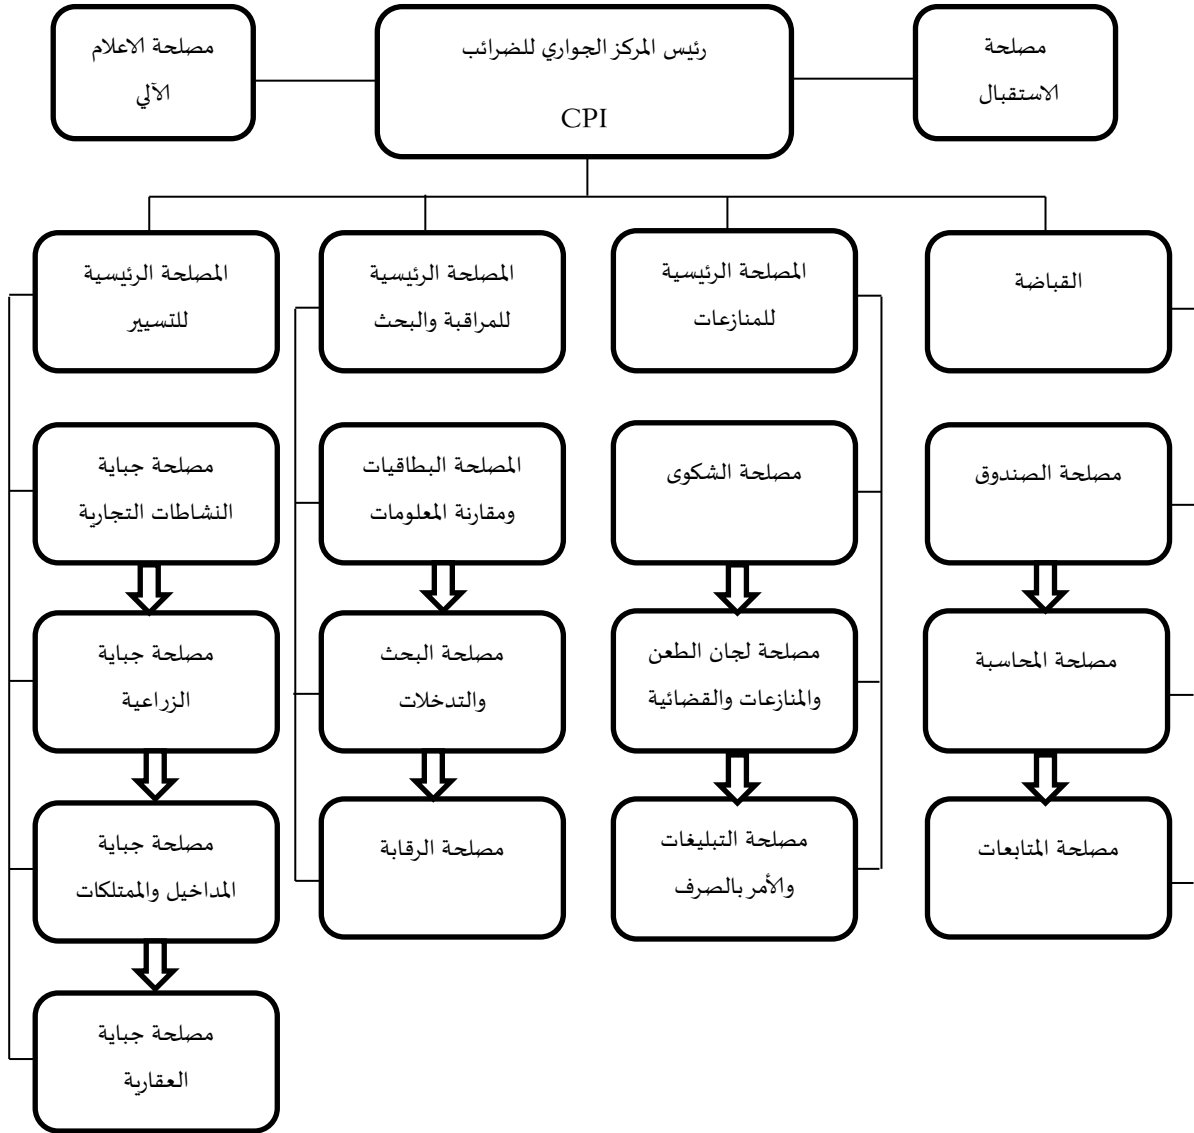 مصلحة
الاستقبال
رئيس المركز الجواري للضرائب
CPI
مصلحة الاعلام
الآلي
القباضة
المصلحة الرئيسية
للمنازعات
المصلحة الرئيسية
للمراقبة والبحث
المصلحة الرئيسية
للتسيير
مصلحة الصندوق
مصلحة الشكوى
المصلحة البطاقيات
ومقارنة المعلومات
مصلحة جباية
النشاطات التجارية
مصلحة المحاسبة
مصلحة لجان الطعن
والمنازعات والقضائية
مصلحة البحث
والتدخلات
مصلحة جباية
الزراعية
مصلحة المتابعات
مصلحة التبليغات
والأمر بالصرف
مصلحة الرقابة
مصلحة جباية
المداخيل والممتلكات
مصلحة جباية
العقارية